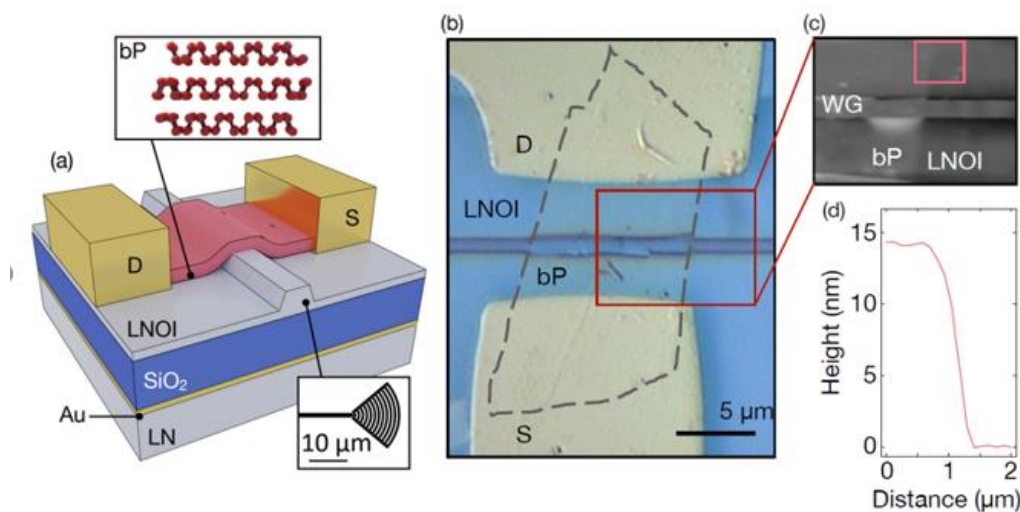 bP
(a)
D
S
LNOI
SiO₂
Au
LN
10 μm
(b)
D
LNOI
bP
S
5 μm
(c)
WG
bP
LNOI
(d)
15
10
5
0
Height (nm)
0
1
2
Distance (μm)